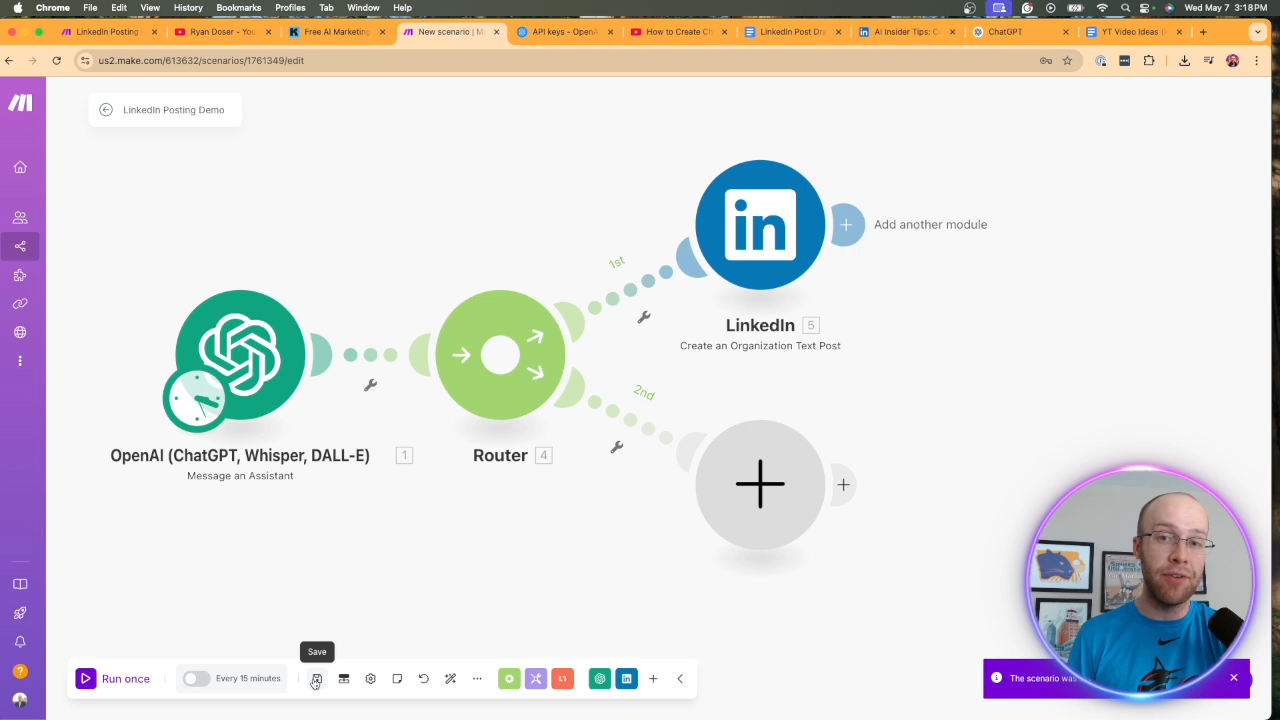 Chrome File Edit View History Bookmarks Profiles Tab Window Help Wed May 7 3:18 PM
LinkedIn Posting
Ryan Doser - You
Free AI Marketing
New scenario | M
API keys - OpenA
How to Create Ch
LinkedIn Post Dra
AI Insider Tips: C
ChatGPT
YT Video Ideas (
us2.make.com/613632/scenarios/1761349/edit
LinkedIn Posting Demo
in
Add another module
1st
LinkedIn 5
Create an Organization Text Post
2nd
OpenAI (ChatGPT, Whisper, DALL-E) 1
Message an Assistant
Router 4
Save
Run once
Every 15 minutes
The scenario was